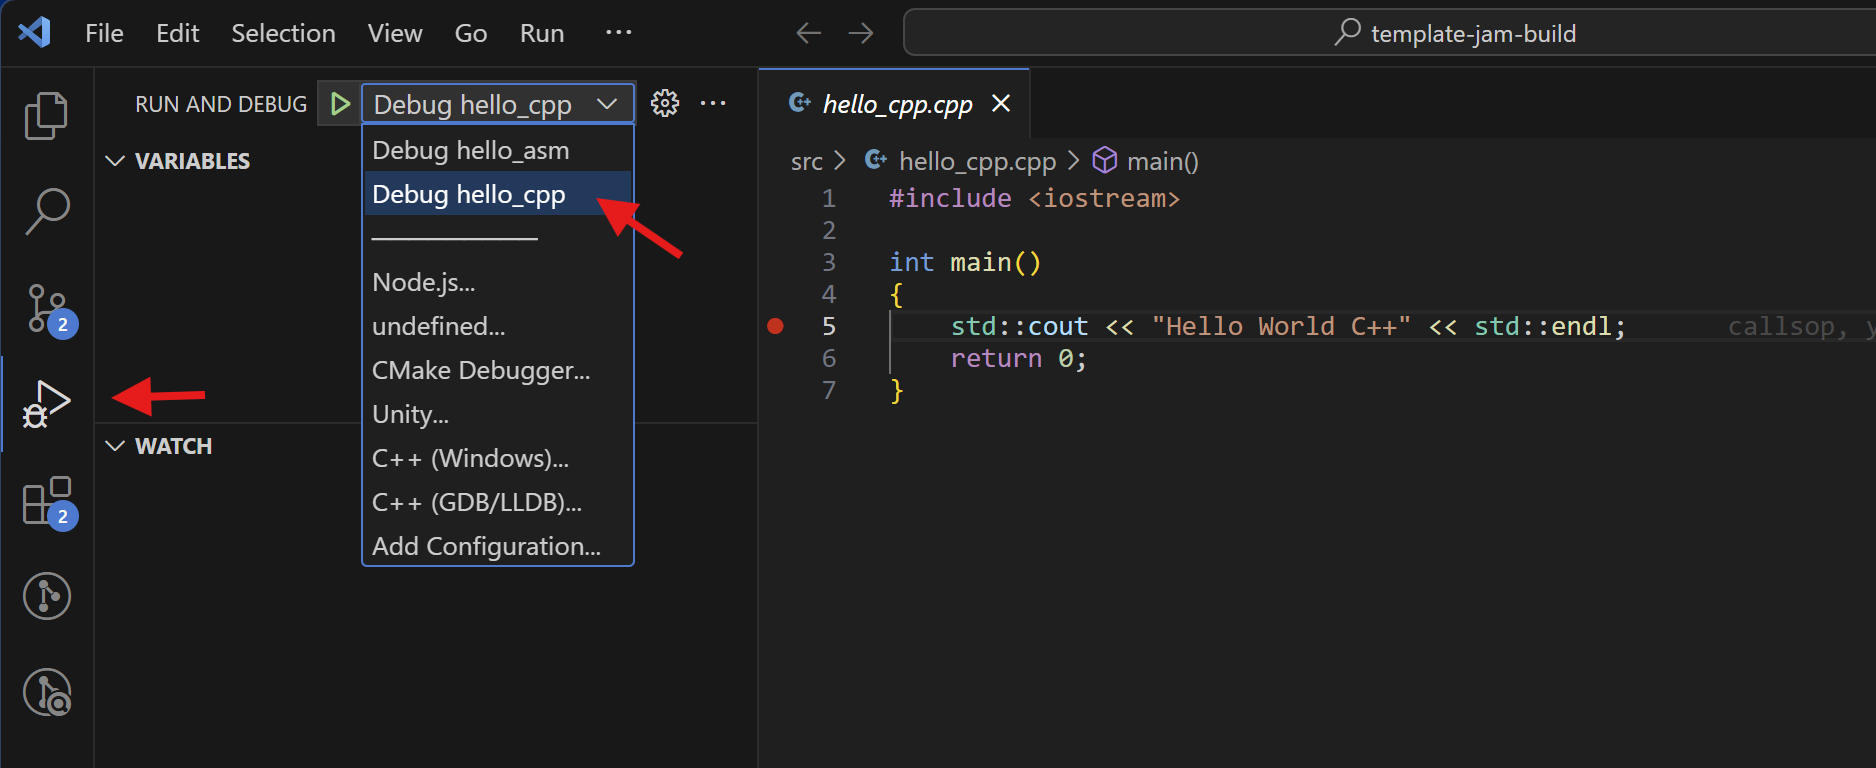 File Edit Selection View Go Run ···
template-jam-build
RUN AND DEBUG
Debug hello_cpp
···
VARIABLES
Debug hello_asm
Debug hello_cpp
Node.js...
undefined...
CMake Debugger...
Unity...
C++ (Windows)...
C++ (GDB/LLDB)...
Add Configuration...
WATCH
2
2
hello_cpp.cpp
src > hello_cpp.cpp > main()
1 #include <iostream>
2
3 int main()
4 {
5 std::cout << "Hello World C++" << std::endl; callsop,
6 return 0;
7 }